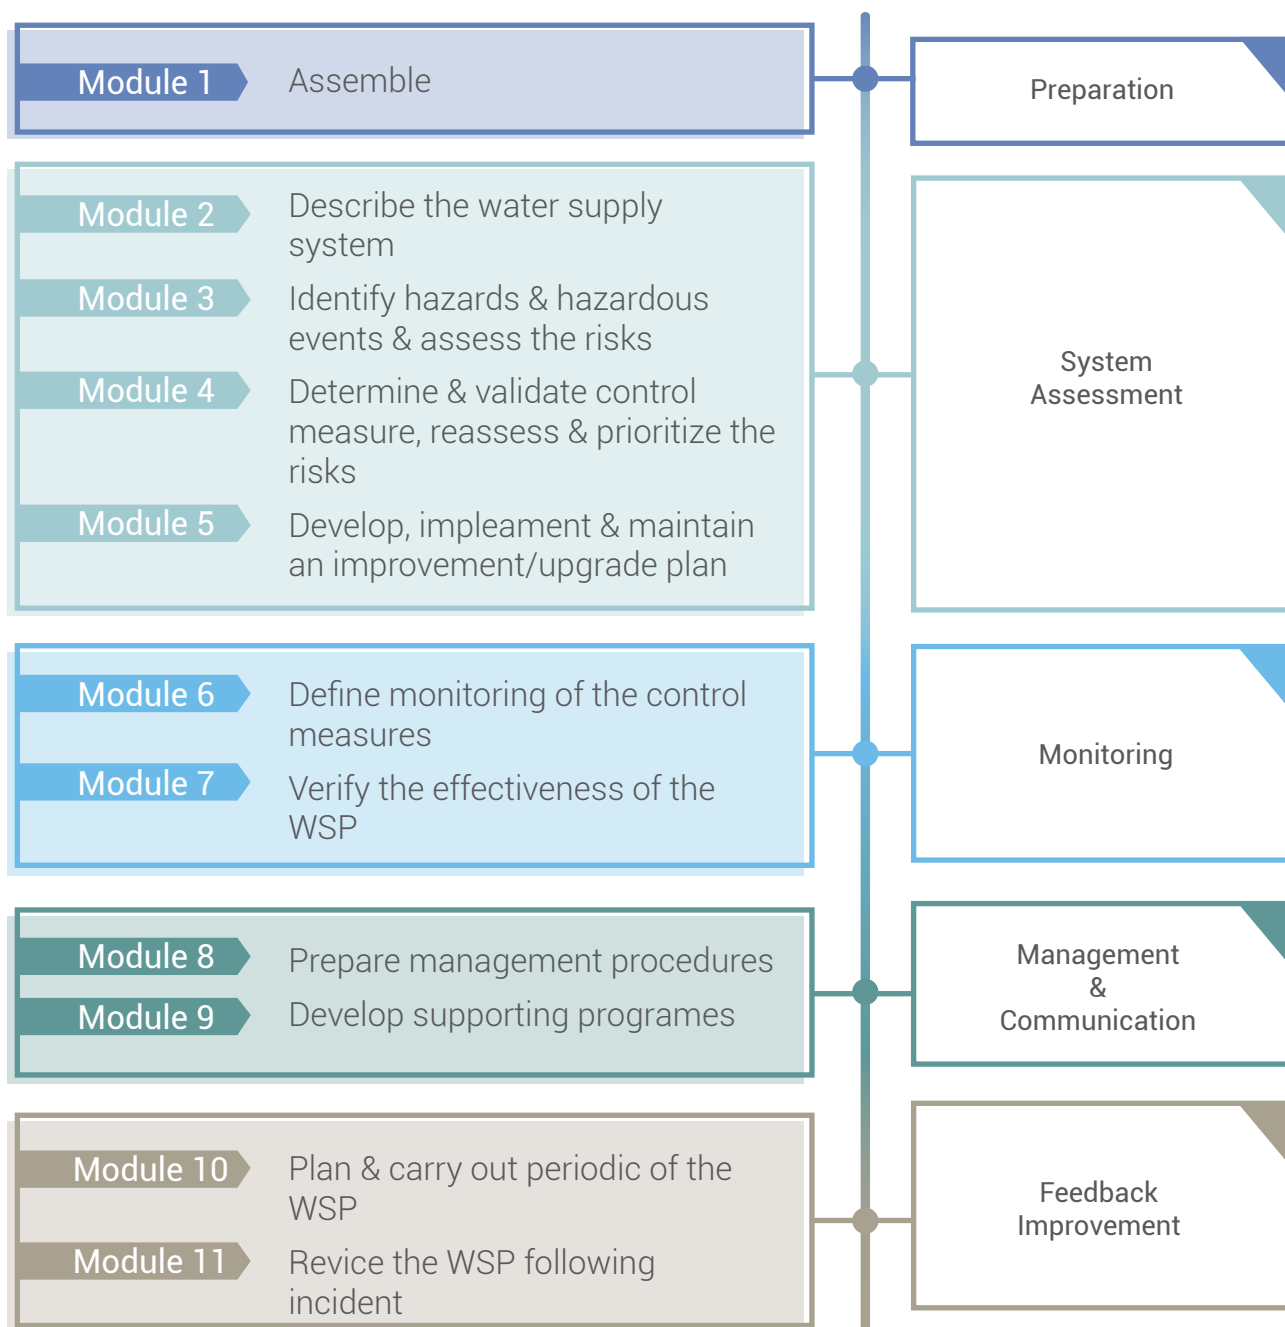 Module 1
Assemble
Preparation
Module 2
Describe the water supply
system
Module 3
Identify hazards & hazardous
events & assess the risks
Module 4
Determine & validate control
measure, reassess & prioritize the
risks
Module 5
Develop, impleament & maintain
an improvement/upgrade plan
System
Assessment
Module 6
Define monitoring of the control
measures
Module 7
Verify the effectiveness of the
WSP
Monitoring
Module 8
Prepare management procedures
Module 9
Develop supporting programes
Management
&
Communication
Module 10
Plan & carry out periodic of the
WSP
Module 11
Revice the WSP following
incident
Feedback
Improvement